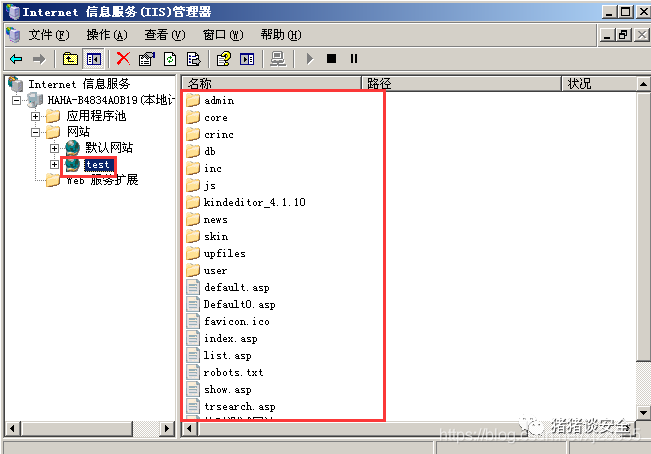 Internet 信息服务(IIS)管理器
文件(F) 操作(A) 查看(V) 窗口(W) 帮助(H)
Internet 信息服务
HAHA-B4834A0B19(本地计
应用程序池
网站
默认网站
test
Web 服务扩展
名称 路径 状况
admin
core
crinc
db
inc
js
kindeditor_4.1.10
news
skin
upfiles
user
default.asp
Default0.asp
favicon.ico
index.asp
list.asp
robots.txt
show.asp
trsearch.asp
猪猪谈安全